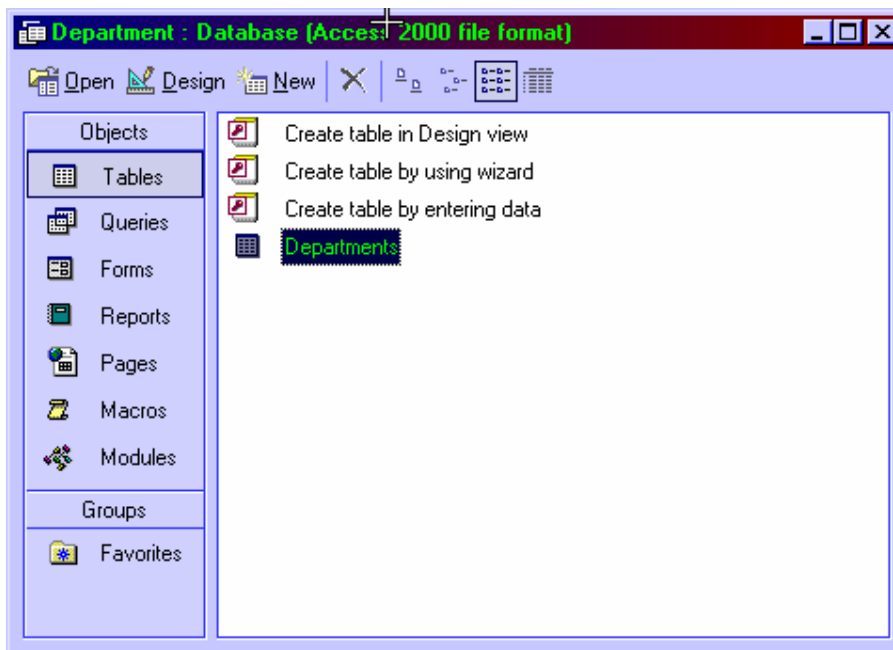 Department : Database (Access 2000 file format)
Open Design New
Objects
Tables
Queries
Forms
Reports
Pages
Macros
Modules
Groups
Favorites
Create table in Design view
Create table by using wizard
Create table by entering data
Departments